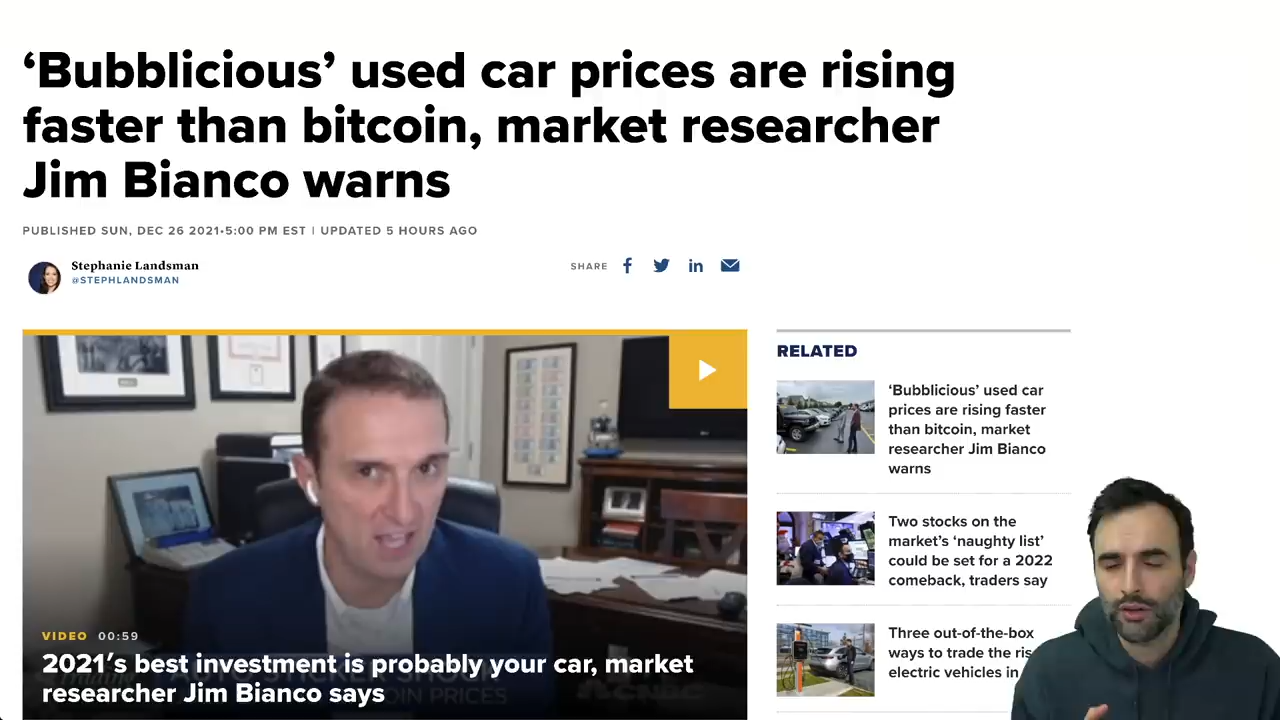 ‘Bubblicious’ used car prices are rising
faster than bitcoin, market researcher
Jim Bianco warns
PUBLISHED SUN, DEC 26 2021•5:00 PM EST | UPDATED 5 HOURS AGO
Stephanie Landsman
@STEPHLANDSMAN
SHARE
VIDEO 00:59
2021’s best investment is probably your car, market
researcher Jim Bianco says
COIN PRICES
CNBC
RELATED
‘Bubblicious’ used car
prices are rising faster
than bitcoin, market
researcher Jim Bianco
warns
Two stocks on the
market’s ‘naughty list’
could be set for a 2022
comeback, traders say
Three out-of-the-box
ways to trade the ris
electric vehicles in